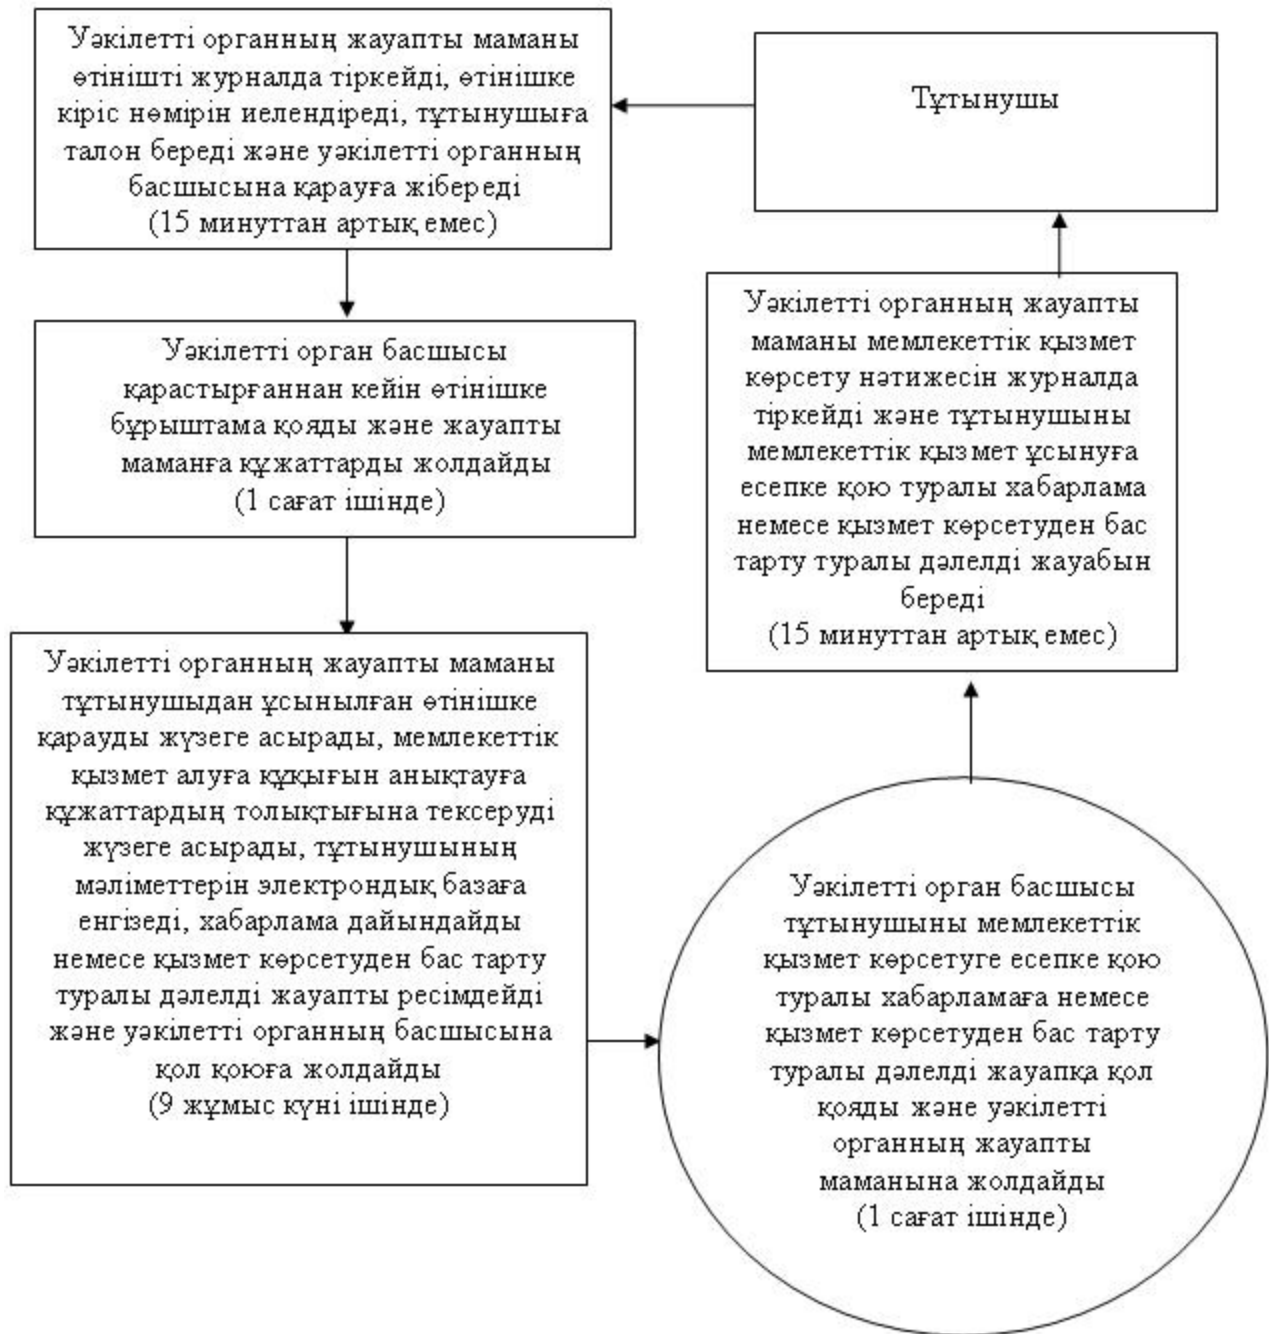 Уәкілетті органның жауапты маманы
өтінішті журналда тіркейді, өтінішке
кіріс нөмірін иелендіреді, тұтынушыға
талон береді және уәкілетті органның
басшысына қарауға жібереді
(15 минуттан артық емес)
Тұтынушы
Уәкілетті орган басшысы
қарастырғаннан кейін өтінішке
бұрыштама қояды және жауапты
маманға құжаттарды жолдайды
(1 сағат ішінде)
Уәкілетті органның жауапты
маманы мемлекеттік қызмет
көрсету нәтижесін журналда
тіркейді және тұтынушыны
мемлекеттік қызмет ұсынуға
есепке қою туралы хабарлама
немесе қызмет көрсетуден бас
тарту туралы дәлелді жауабын
береді
(15 минуттан артық емес)
Уәкілетті органның жауапты маманы
тұтынушыдан ұсынылған өтінішке
қарауды жүзеге асырады, мемлекеттік
қызмет алуға құқығын анықтауға
құжаттардың толықтығына тексеруді
жүзеге асырады, тұтынушының
мәліметтерін электрондық базаға
енгізеді, хабарлама дайындайды
немесе қызмет көрсетуден бас тарту
туралы дәлелді жауапты ресімдейді
және уәкілетті органның басшысына
қол қоюға жолдайды
(9 жұмыс күні ішінде)
Уәкілетті орган басшысы
тұтынушыны мемлекеттік
қызмет көрсетуге есепке қою
туралы хабарламаға немесе
қызмет көрсетуден бас тарту
туралы дәлелді жауапқа қол
қояды және уәкілетті
органның жауапты
маманына жолдайды
(1 сағат ішінде)